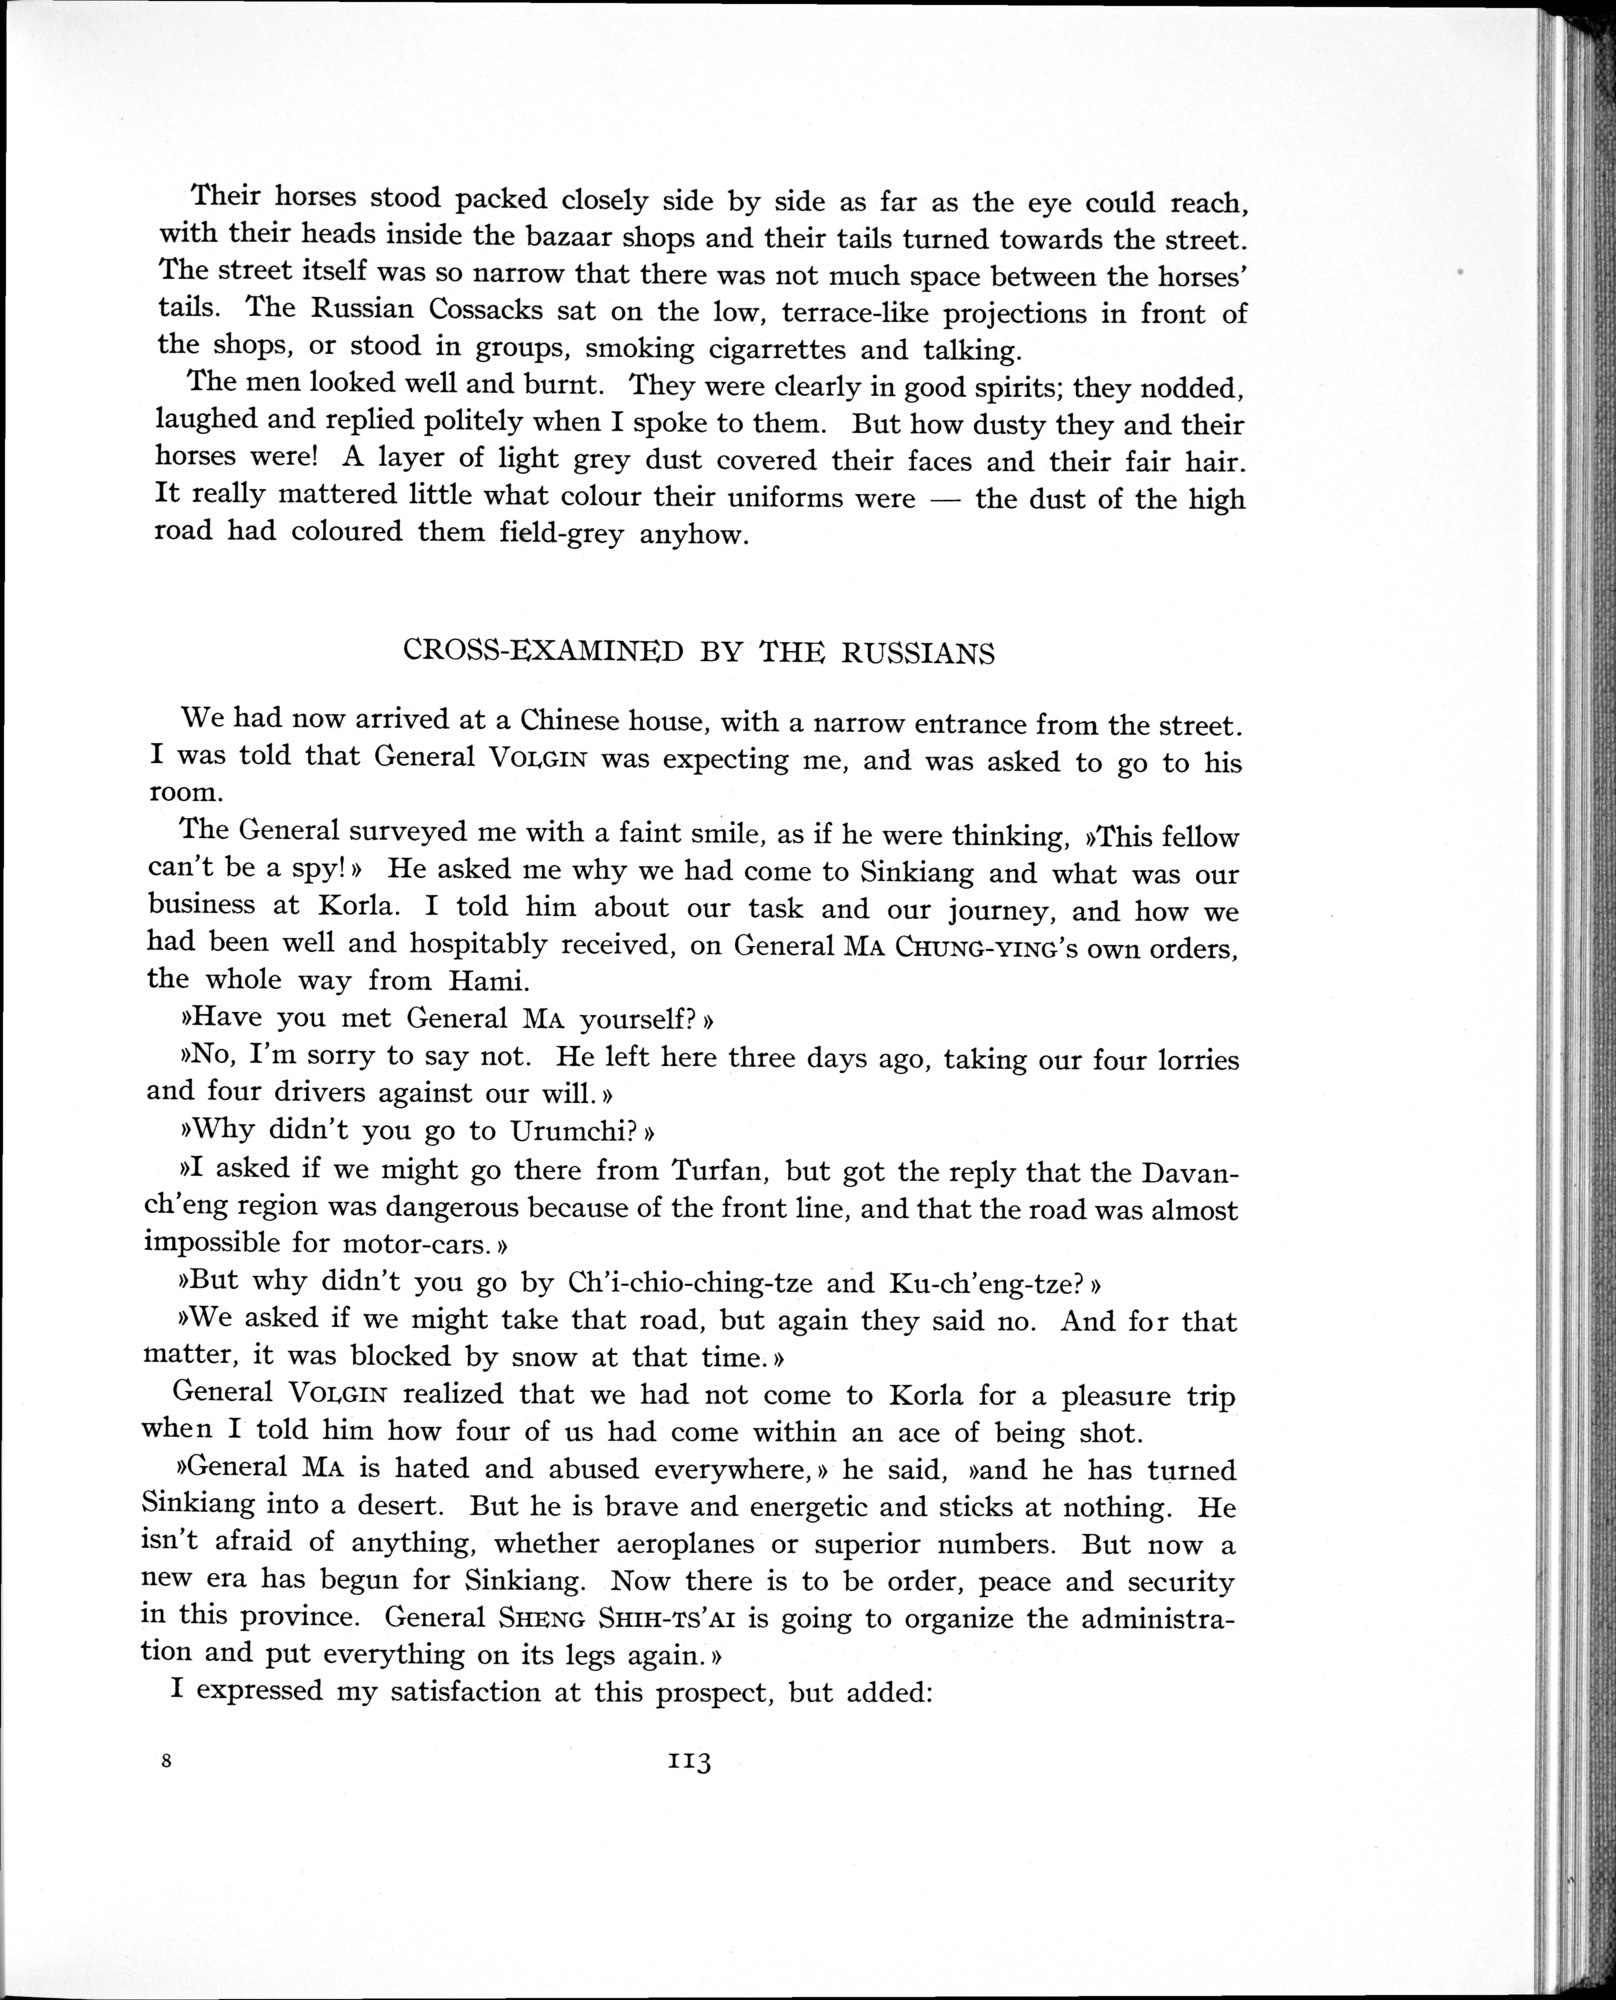 Their horses stood packed closely side by side as far as the eye could reach,
with their heads inside the bazaar shops and their tails turned towards the street.
The street itself was so narrow that there was not much space between the horses’
tails. The Russian Cossacks sat on the low, terrace-like projections in front of
the shops, or stood in groups, smoking cigarrettes and talking.
The men looked well and burnt. They were clearly in good spirits; they nodded,
laughed and replied politely when I spoke to them. But how dusty they and their
horses were! A layer of light grey dust covered their faces and their fair hair.
It really mattered little what colour their uniforms were — the dust of the high
road had coloured them field-grey anyhow.
CROSS-EXAMINED BY THE RUSSIANS
We had now arrived at a Chinese house, with a narrow entrance from the street.
I was told that General VOLGIN was expecting me, and was asked to go to his
room.
The General surveyed me with a faint smile, as if he were thinking, »This fellow
can’t be a spy!» He asked me why we had come to Sinkiang and what was our
business at Korla. I told him about our task and our journey, and how we
had been well and hospitably received, on General MA CHUNG-YING’s own orders,
the whole way from Hami.
»Have you met General MA yourself?»
»No, I’m sorry to say not. He left here three days ago, taking our four lorries
and four drivers against our will.»
»Why didn’t you go to Urumchi?»
»I asked if we might go there from Turfan, but got the reply that the Davan-
ch’eng region was dangerous because of the front line, and that the road was almost
impossible for motor-cars.»
»But why didn’t you go by Ch’i-chio-ching-tze and Ku-ch’eng-tze?»
»We asked if we might take that road, but again they said no. And for that
matter, it was blocked by snow at that time.»
General VOLGIN realized that we had not come to Korla for a pleasure trip
when I told him how four of us had come within an ace of being shot.
»General MA is hated and abused everywhere,» he said, »and he has turned
Sinkiang into a desert. But he is brave and energetic and sticks at nothing. He
isn’t afraid of anything, whether aeroplanes or superior numbers. But now a
new era has begun for Sinkiang. Now there is to be order, peace and security
in this province. General SHENG SHIH-TS’AI is going to organize the administra-
tion and put everything on its legs again.»
I expressed my satisfaction at this prospect, but added:
8 113